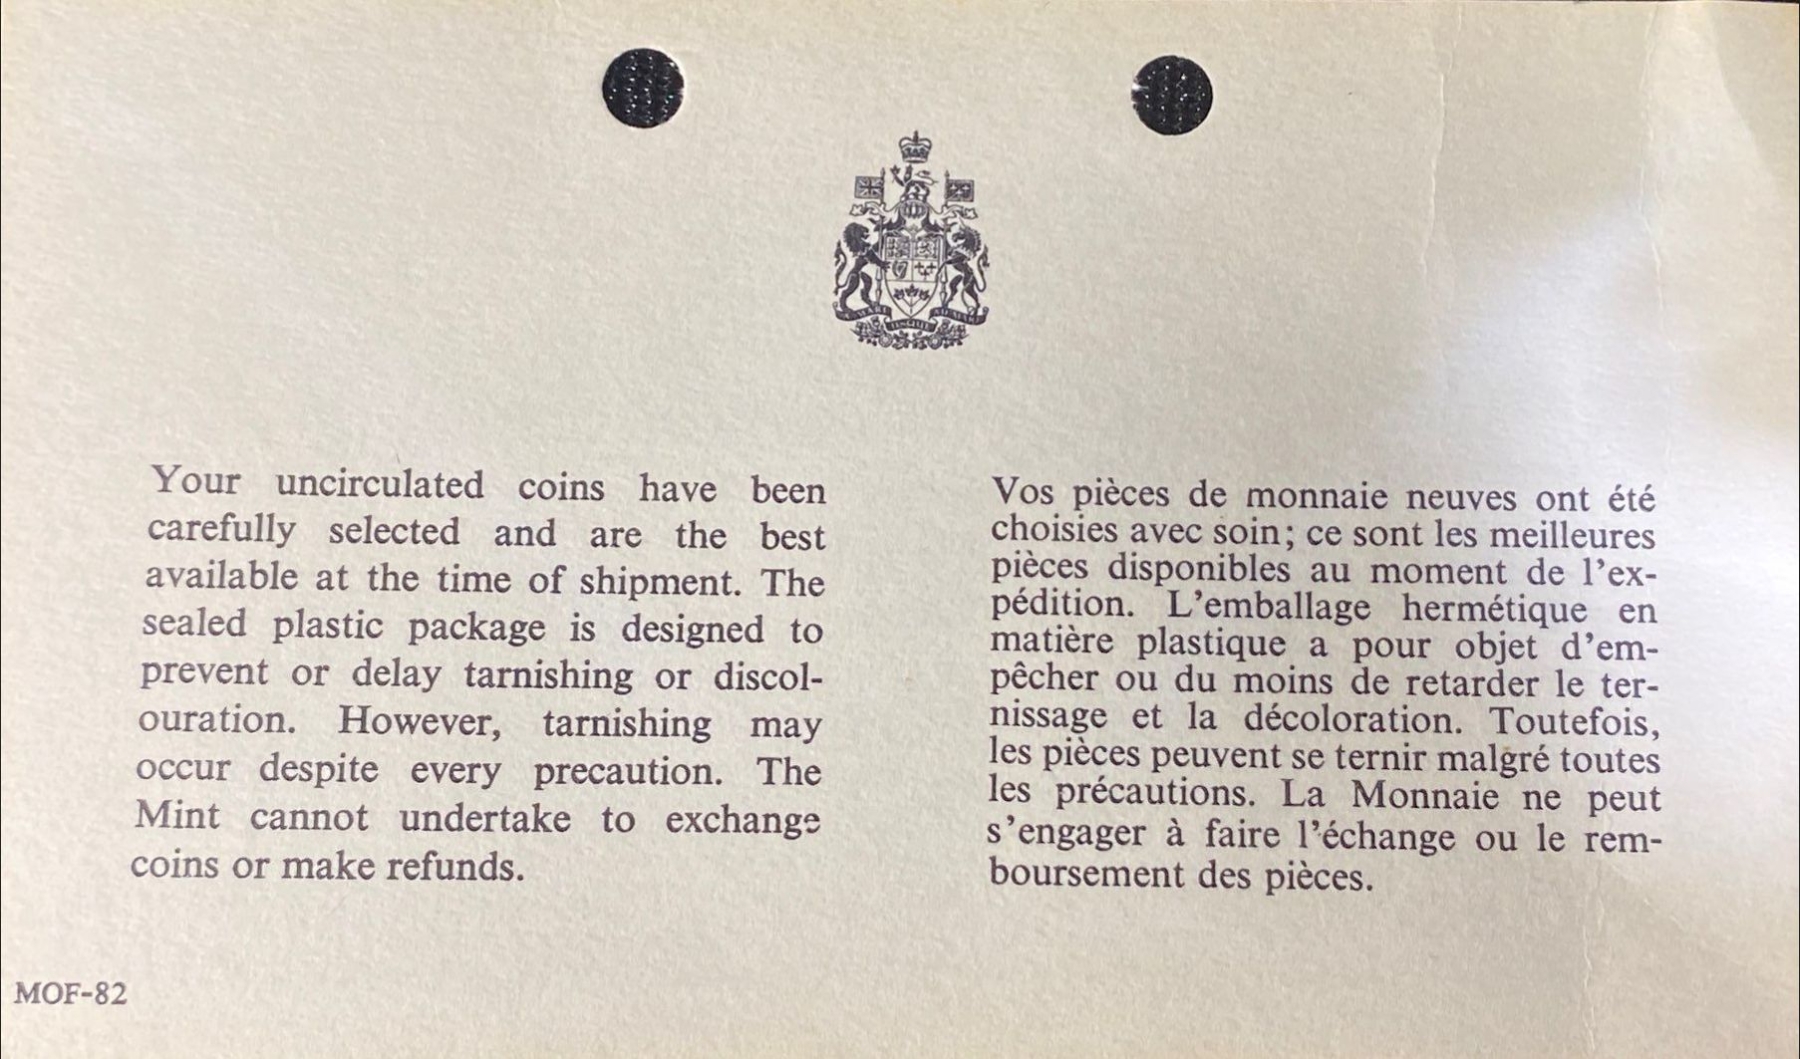 Your uncirculated coins have been
carefully selected and are the best
available at the time of shipment. The
sealed plastic package is designed to
prevent or delay tarnishing or discol-
ouration. However, tarnishing may
occur despite every precaution. The
Mint cannot undertake to exchange
coins or make refunds.
Vos pièces de monnaie neuves ont été
choisies avec soin; ce sont les meilleures
pièces disponibles au moment de l'ex-
pédition. L'emballage hermétique en
matière plastique a pour objet d'em-
pêcher ou du moins de retarder le ter-
nissage et la décoloration. Toutefois,
les pièces peuvent se ternir malgré toutes
les précautions. La Monnaie ne peut
s'engager à faire l'échange ou le rem-
boursement des pièces.
MOF-82